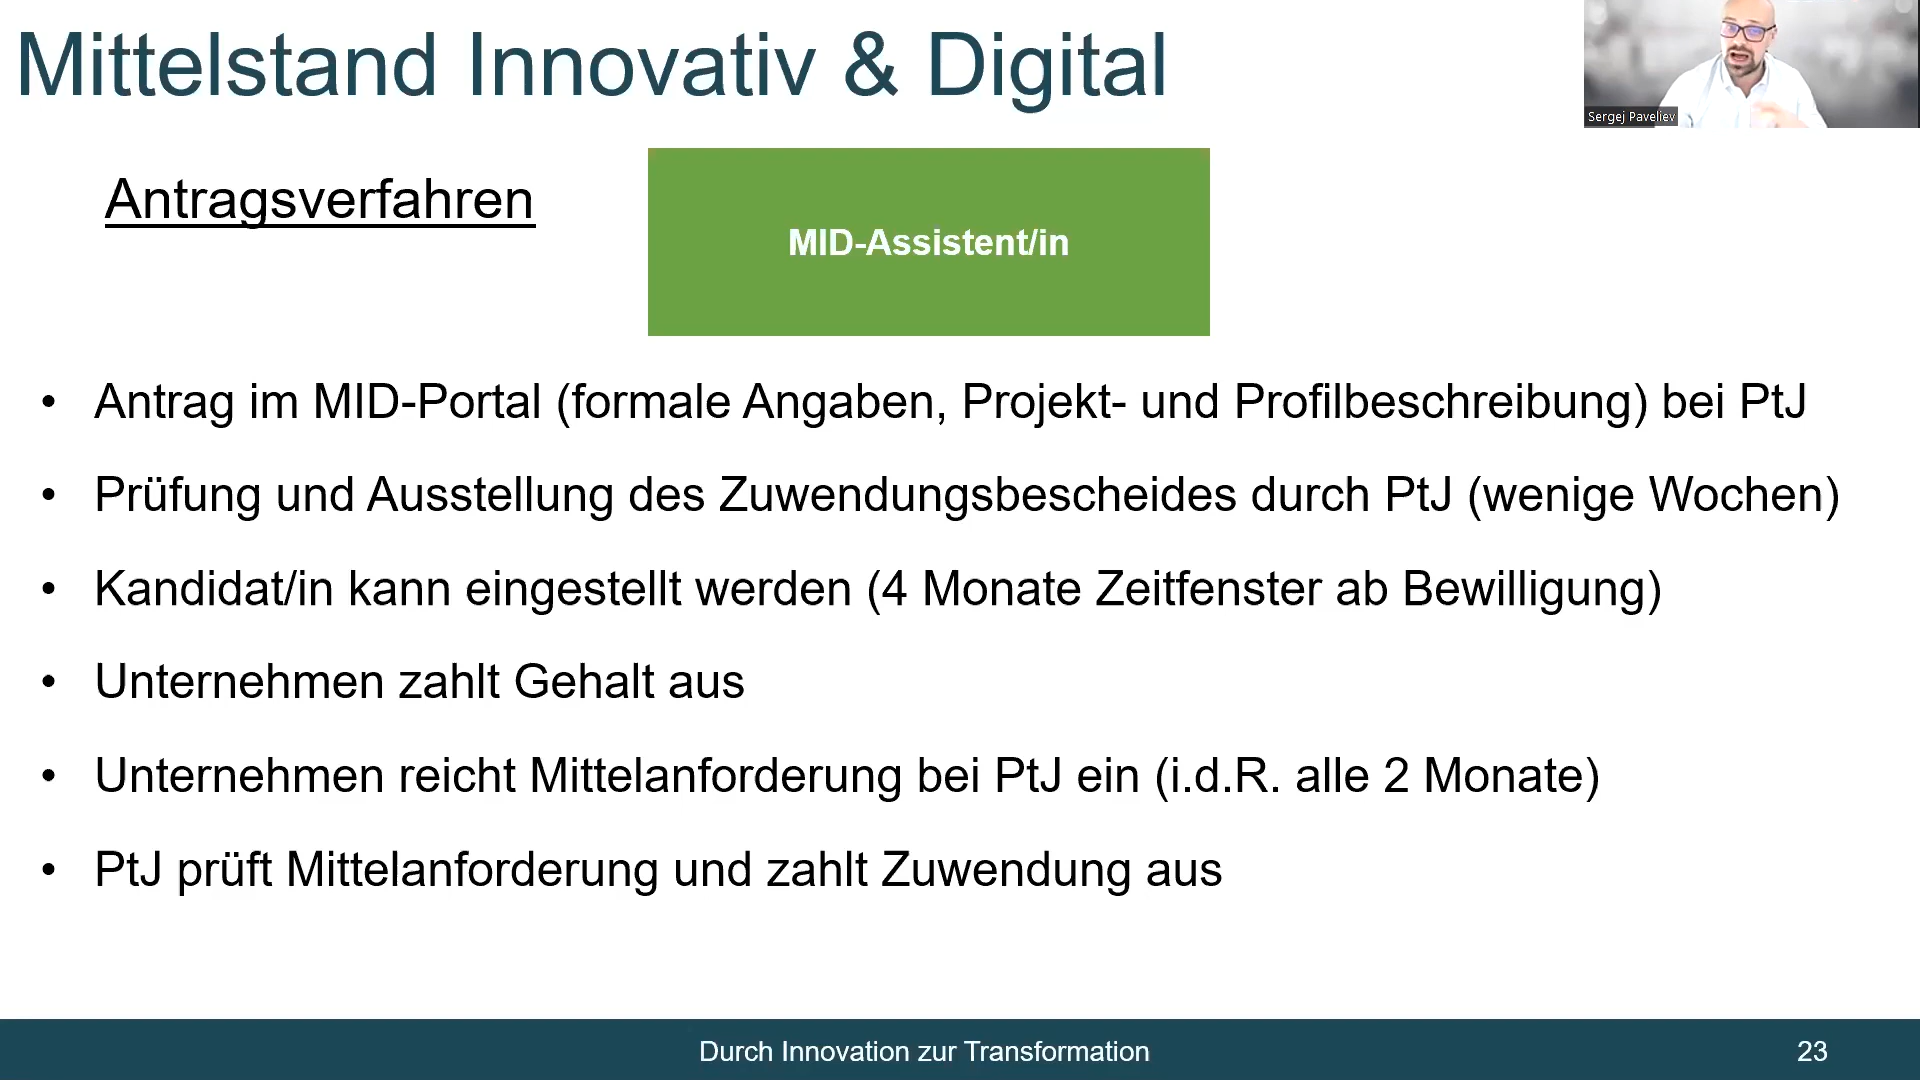 Mittelstand Innovativ & Digital
Sergej Paveliev
Antragsverfahren
MID-Assistent/in
• Antrag im MID-Portal (formale Angaben, Projekt- und Profilbeschreibung) bei PtJ
• Prüfung und Ausstellung des Zuwendungsbescheides durch PtJ (wenige Wochen)
• Kandidat/in kann eingestellt werden (4 Monate Zeitfenster ab Bewilligung)
• Unternehmen zahlt Gehalt aus
• Unternehmen reicht Mittelanforderung bei PtJ ein (i.d.R. alle 2 Monate)
• PtJ prüft Mittelanforderung und zahlt Zuwendung aus
Durch Innovation zur Transformation
23